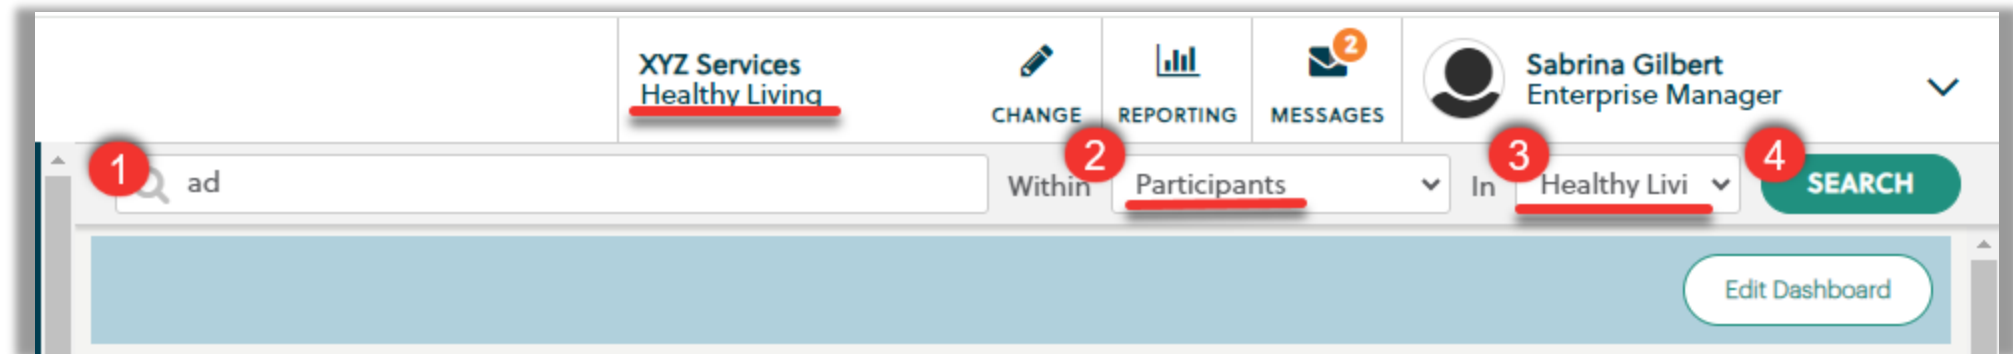 XYZ Services
Healthy Living
CHANGE
REPORTING
2
MESSAGES
Sabrina Gilbert
Enterprise Manager
1
ad
Within
2
Participants
In
3
Healthy Livi
4
SEARCH
Edit Dashboard